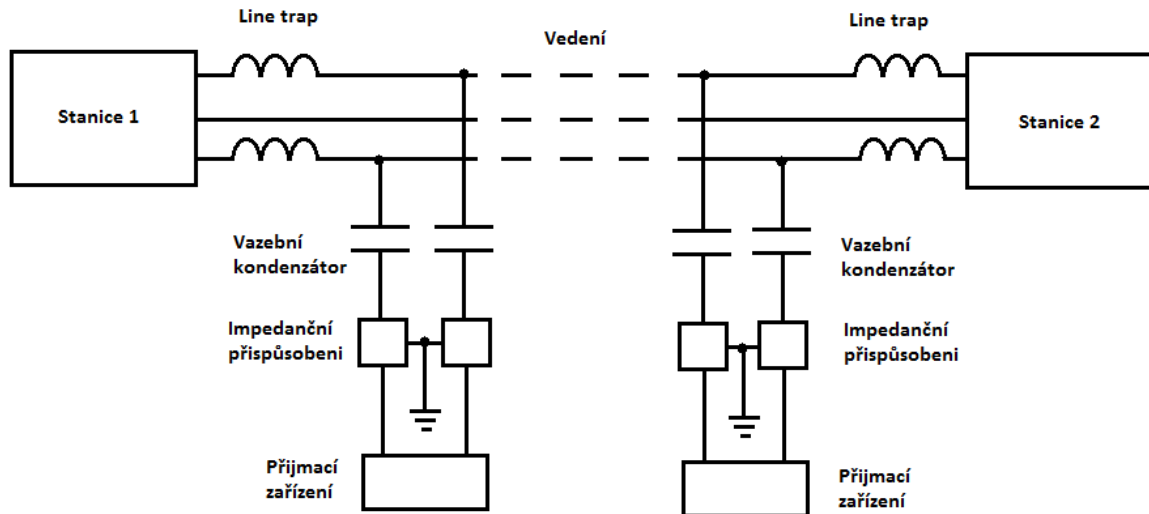 Line trap
Line trap
Vedení
Stanice 1
Stanice 2
Vazební
kondenzátor
Vazební
kondenzátor
Impedanční
přispůsobeni
Impedanční
přispůsobeni
Přijmací
zařízení
Přijmací
zařízení